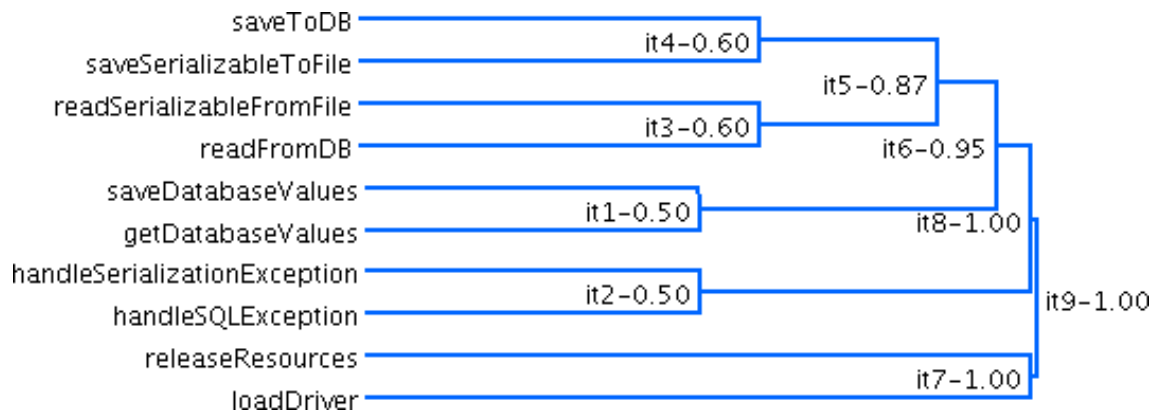 saveToDB
it4-0.60
saveSerializableToFile
it5-0.87
readSerializableFromFile
it3-0.60
readFromDB
it6-0.95
saveDatabaseValues
it1-0.50
getDatabaseValues
it8-1.00
handleSerializationException
it2-0.50
handleSQLException
it9-1.00
releaseResources
it7-1.00
loadDriver